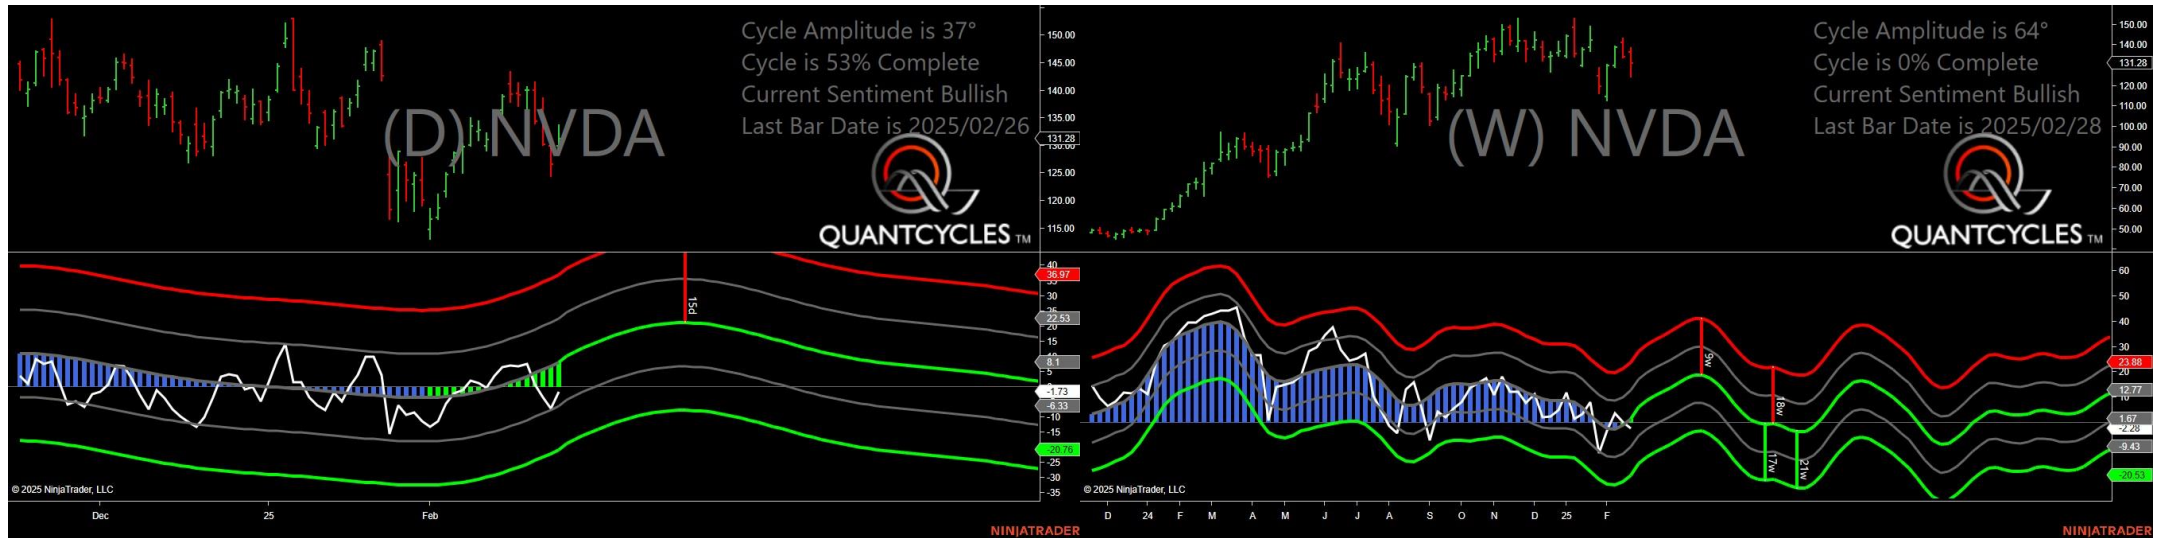 Cycle Amplitude is 37°
Cycle is 53% Complete
Current Sentiment Bullish
Last Bar Date is 2025/02/26
(D) NVDA
QUANTCYCLES TM
150.00
145.00
140.00
135.00
131.28
130.00
125.00
120.00
115.00
40
36.97
35
30
22.53
20
15
10
8.1
5
-1.73
-6.33
-10
-15
-20.76
-25
-30
-35
15d
© 2025 NinjaTrader, LLC
Dec
25
Feb
NINJATRADER
Cycle Amplitude is 64°
Cycle is 0% Complete
Current Sentiment Bullish
Last Bar Date is 2025/02/28
(W) NVDA
QUANTCYCLES TM
150.00
140.00
131.28
120.00
110.00
100.00
90.00
80.00
70.00
60.00
50.00
60
50
40
30
23.88
20
12.77
10
1.67
-2.28
-9.43
-20.53
9w
18w
17w
21w
© 2025 NinjaTrader, LLC
D
24
F
M
A
M
J
J
A
S
O
N
D
25
F
NINJATRADER